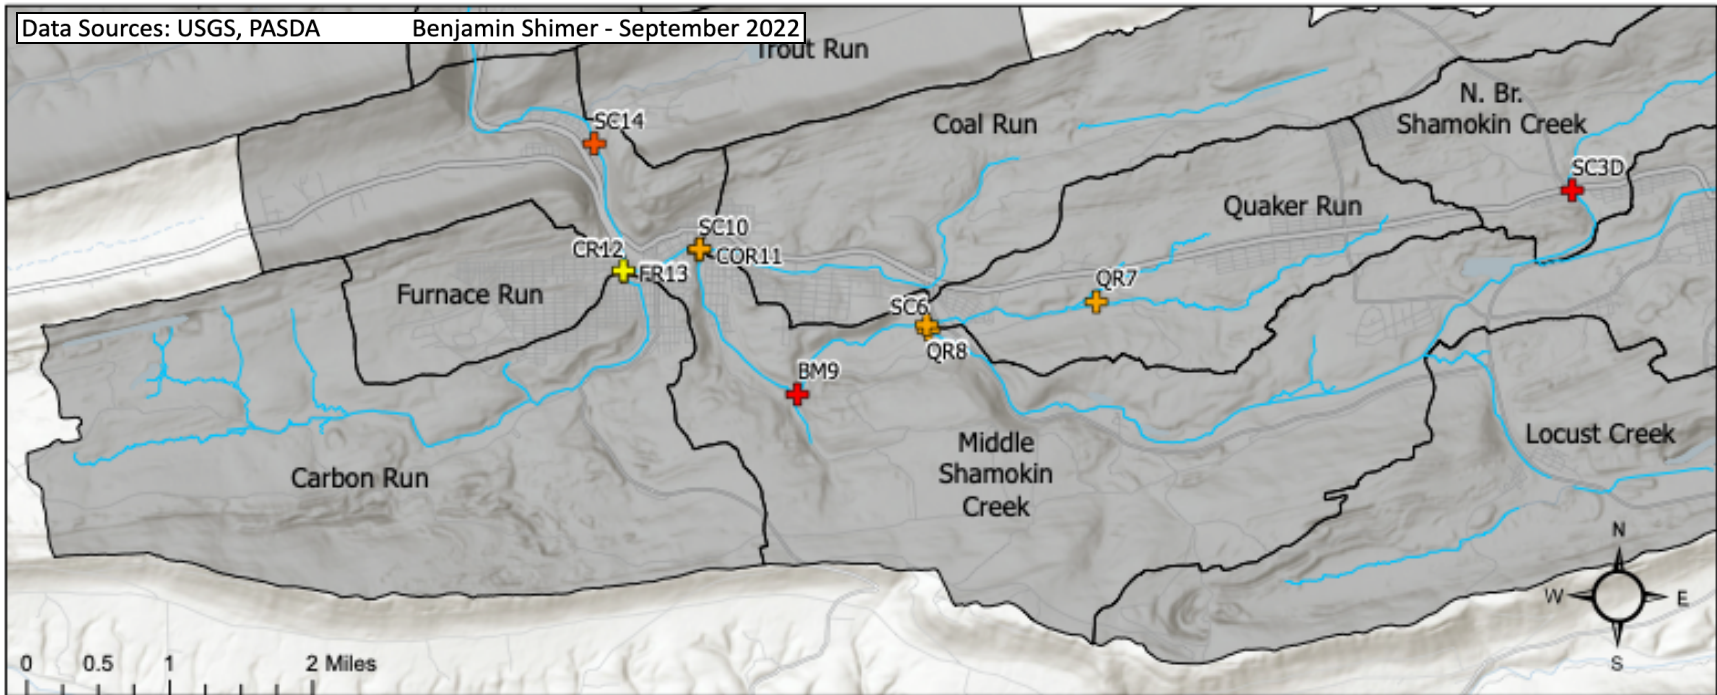 Data Sources: USGS, PASDA Benjamin Shimer - September 2022
Trout Run
N. Br.
Shamokin Creek
Coal Run
SC14
SC3D
Quaker Run
SC10
CR12
COR11
FR13
QR7
Furnace Run
SC6
QR8
BM9
Middle
Shamokin
Creek
Locust Creek
Carbon Run
N
W E
S
0 0.5 1 2 Miles